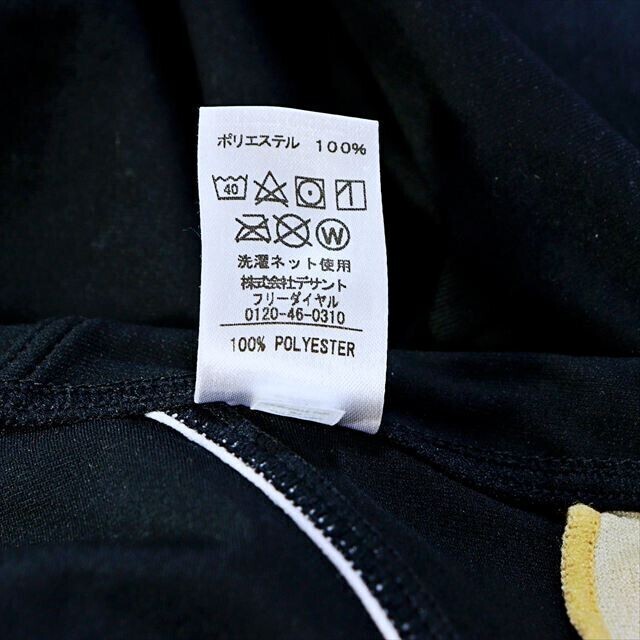 ポリエステル 100%
40
W
洗濯ネット使用
株式会社デサント
フリーダイヤル
0120-46-0310
100% POLYESTER